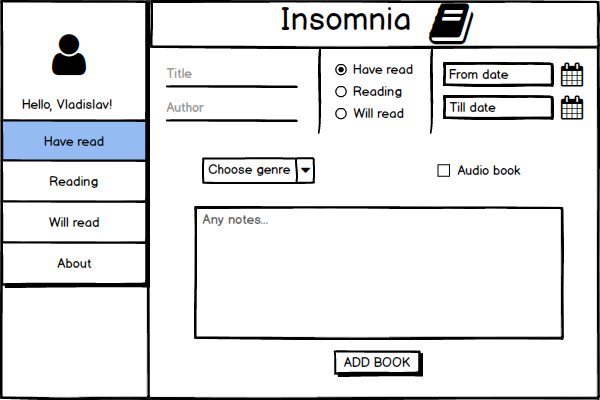 Insomnia
Hello, Vladislav!
Have read
Reading
Will read
About
Title
Author
Have read
Reading
Will read
From date
Till date
Choose genre
Audio book
Any notes...
ADD BOOK